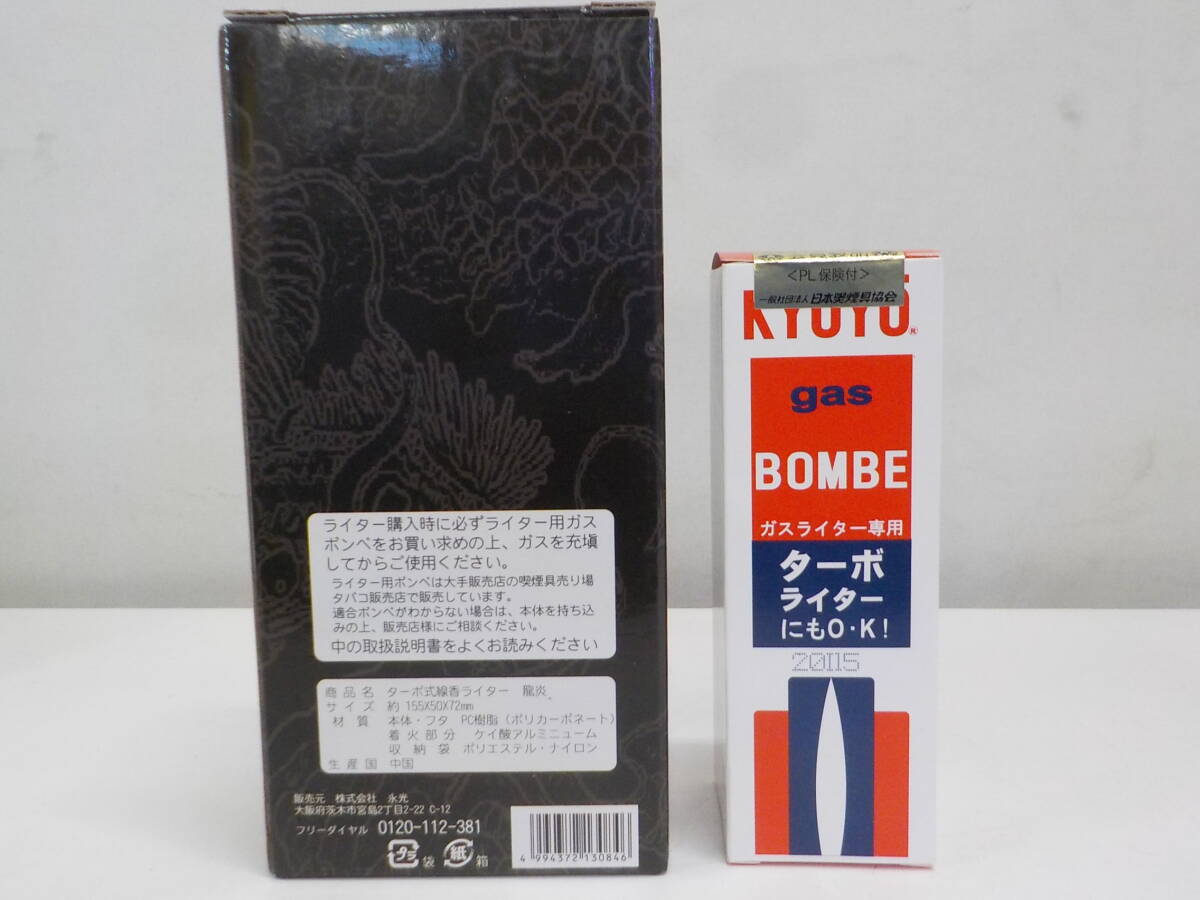 ライター購入時に必ずライター用ガス
ボンベをお買い求めの上、ガスを充塡
してからご使用ください。
ライター用ボンベは大手販売店の喫煙具売り場
タバコ販売店で販売しています。
適合ボンベがわからない場合は、本体を持ち込
みの上、販売店様にご相談ください。
中の取扱説明書をよくお読みください
商品名 ターボ式線香ライター 龍炎
サイズ 約155X50X72mm
材質 本体・フタ PC樹脂(ポリカーボネート)
着火部分 ケイ酸アルミニューム
収納袋 ポリエステル・ナイロン
生産国 中国
販売元 株式会社 永光
大阪府茨木市宮島2丁目2-22 C-12
フリーダイヤル 0120-112-381
プラ 袋 紙 箱
4 994372 130846
<PL保険付>
一般社団法人 日本喫煙具協会
KYOYO®
gas
BOMBE
ガスライター専用
ターボ
ライター
にもO・K!
20115